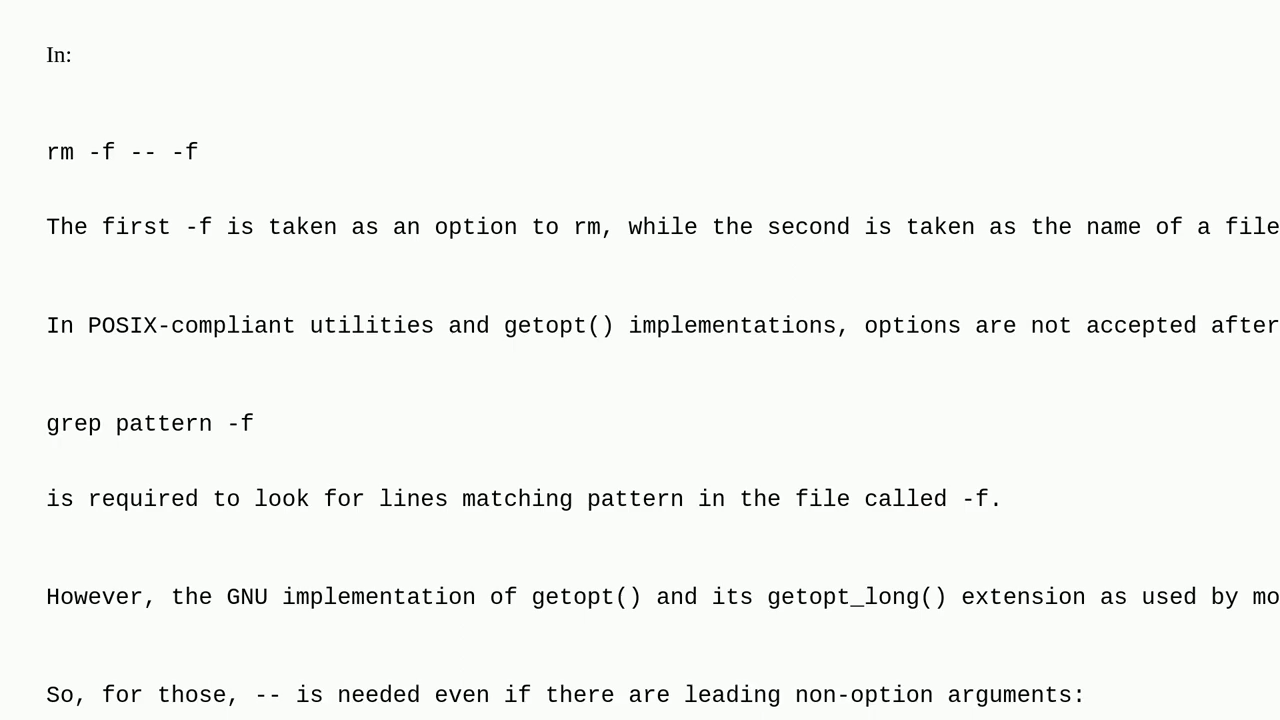 In:
rm -f -- -f
The first -f is taken as an option to rm, while the second is taken as the name of a file
In POSIX-compliant utilities and getopt() implementations, options are not accepted after
grep pattern -f
is required to look for lines matching pattern in the file called -f.
However, the GNU implementation of getopt() and its getopt_long() extension as used by mo
So, for those, -- is needed even if there are leading non-option arguments: